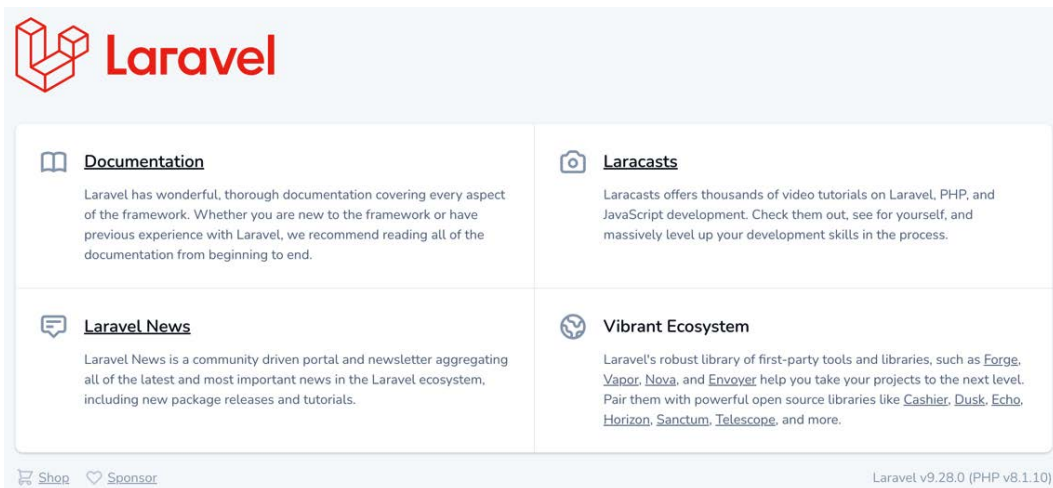 Laravel
Documentation
Laravel has wonderful, thorough documentation covering every aspect
of the framework. Whether you are new to the framework or have
previous experience with Laravel, we recommend reading all of the
documentation from beginning to end.
Laracasts
Laracasts offers thousands of video tutorials on Laravel, PHP, and
JavaScript development. Check them out, see for yourself, and
massively level up your development skills in the process.
Laravel News
Laravel News is a community driven portal and newsletter aggregating
all of the latest and most important news in the Laravel ecosystem,
including new package releases and tutorials.
Vibrant Ecosystem
Laravel's robust library of first-party tools and libraries, such as Forge,
Vapor, Nova, and Envoyer help you take your projects to the next level.
Pair them with powerful open source libraries like Cashier, Dusk, Echo,
Horizon, Sanctum, Telescope, and more.
Shop Sponsor
Laravel v9.28.0 (PHP v8.1.10)